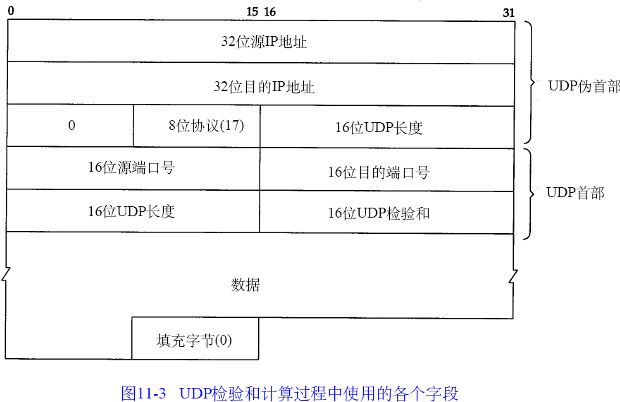 0 15 16 31
32位源IP地址
32位目的IP地址
UDP伪首部
0 8位协议(17) 16位UDP长度
16位源端口号 16位目的端口号
UDP首部
16位UDP长度 16位UDP检验和
数据
填充字节(0)
图11-3 UDP检验和计算过程中使用的各个字段